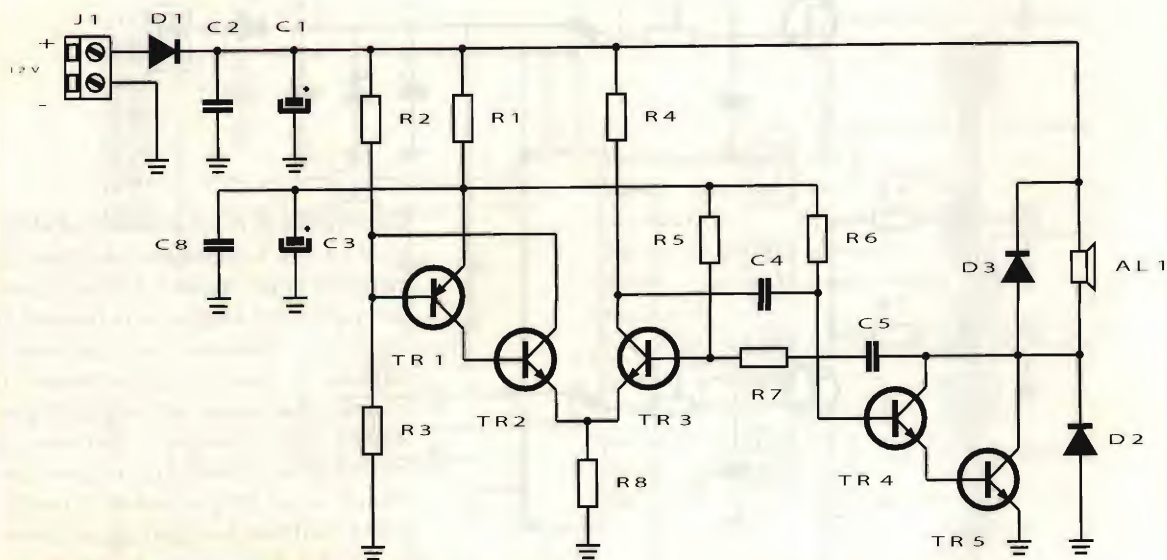 J1
D1
C2
C1
+
12V
-
R2
R1
R4
C8
C3
R5
C4
R6
D3
AL1
C5
TR1
R7
R3
TR2
TR3
D2
R8
TR4
TR5